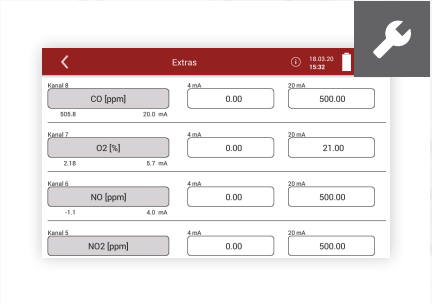 Extras
18.03.20
15:32
Kanal 8 4 mA 20 mA
CO [ppm] 0.00 500.00
505.8 20.0 mA
Kanal 7 4 mA 20 mA
O2 [%] 0.00 21.00
2.18 5.7 mA
Kanal 6 4 mA 20 mA
NO [ppm] 0.00 500.00
-1.1 4.0 mA
Kanal 5 4 mA 20 mA
NO2 [ppm] 0.00 500.00